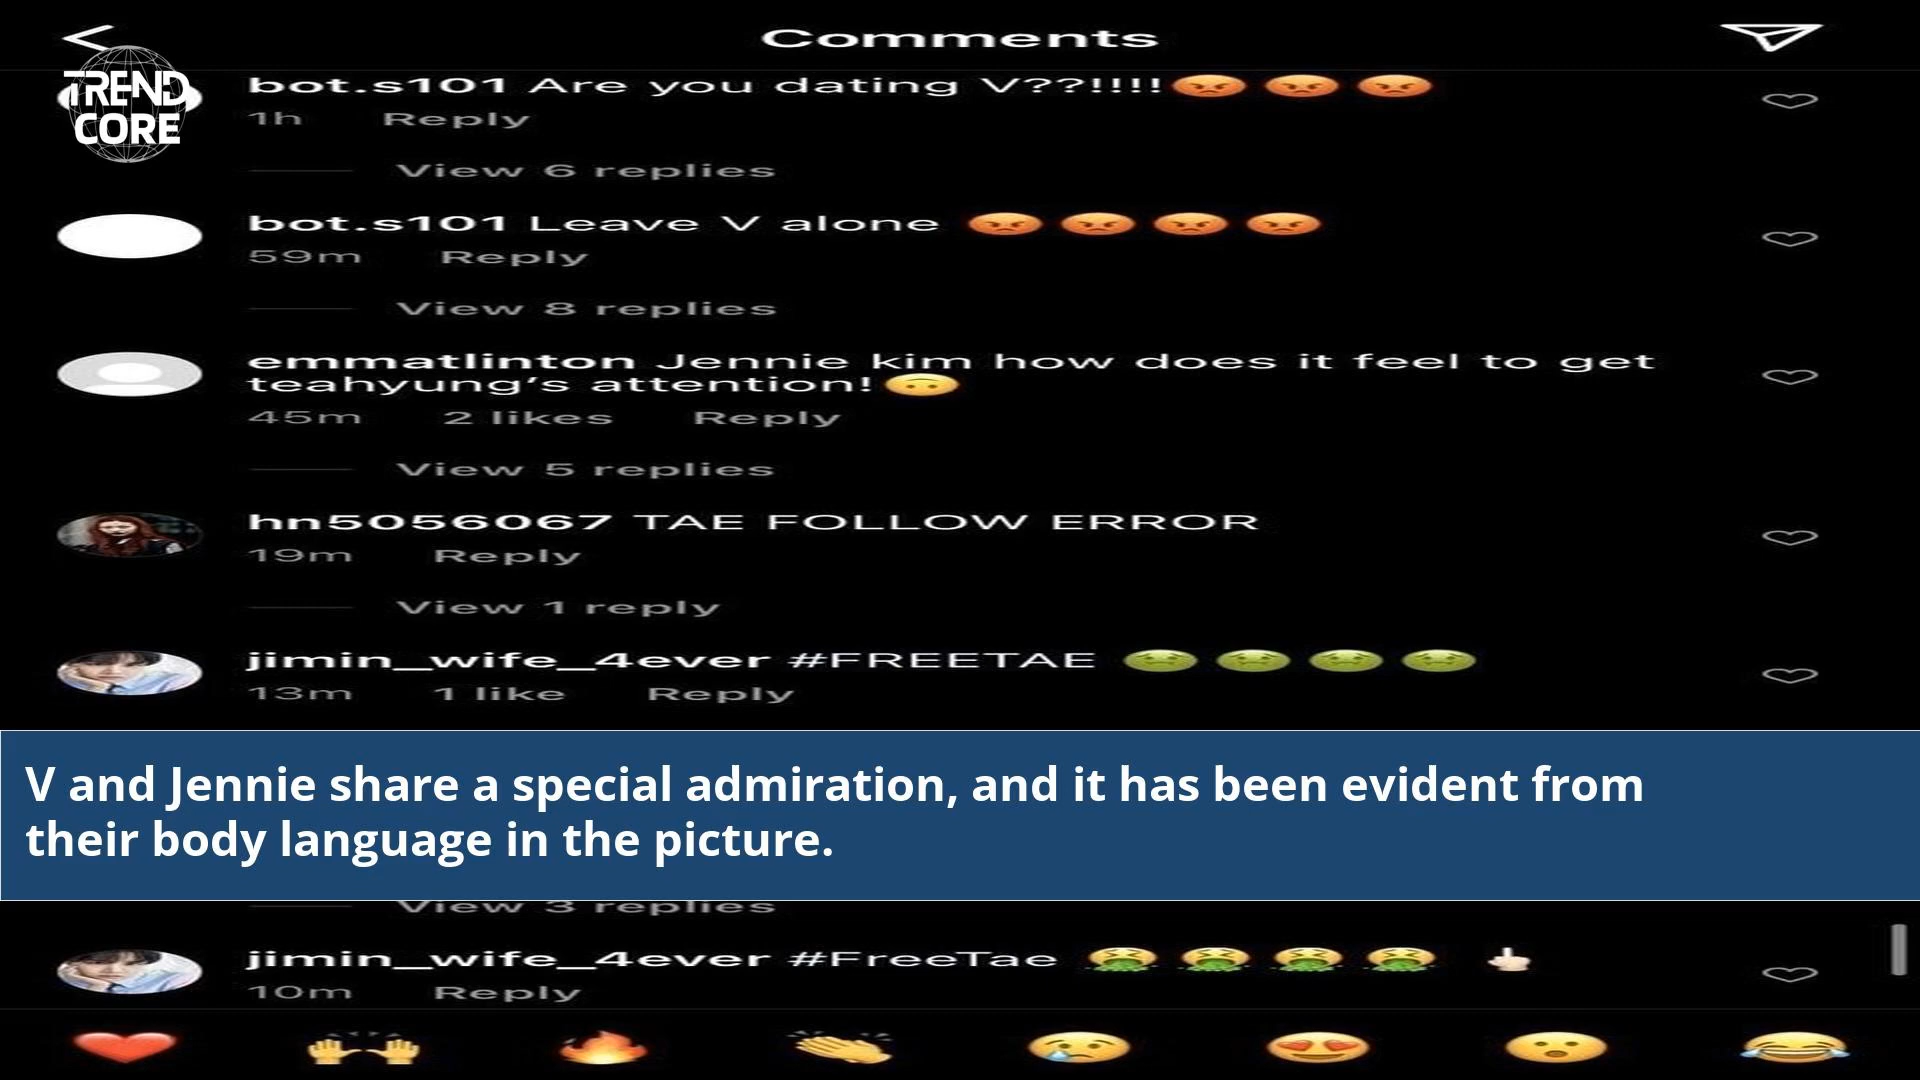 Comments
TREND
CORE
bot.s101 Are you dating V??!!!!😡😡😡
1h Reply
View 6 replies
bot.s101 Leave V alone 😡😡😡😡
59m Reply
View 8 replies
emmatlinton Jennie kim how does it feel to get
teahyung’s attention!🙃
45m 2 likes Reply
View 5 replies
hn5056067 TAE FOLLOW ERROR
19m Reply
View 1 reply
jimin_wife_4ever #FREETAE 🤢🤢🤢🤢
13m 1 like Reply
V and Jennie share a special admiration, and it has been evident from
their body language in the picture.
View 3 replies
jimin_wife_4ever #FreeTae 🤮🤮🤮🤮 🖕🏻
10m Reply